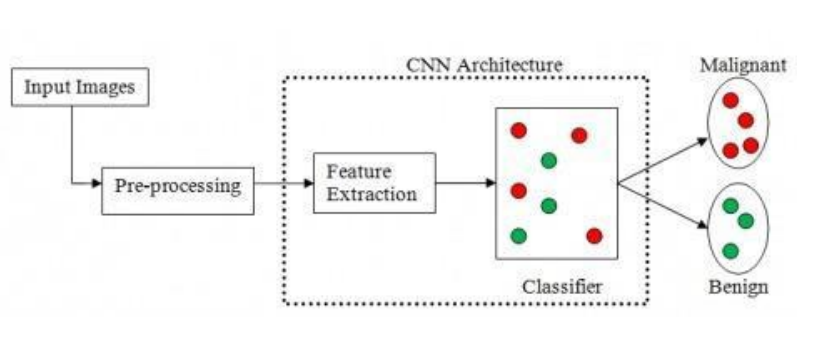 CNN Architecture
Malignant
Input Images
Pre-processing
Feature
Extraction
Classifier
Benign